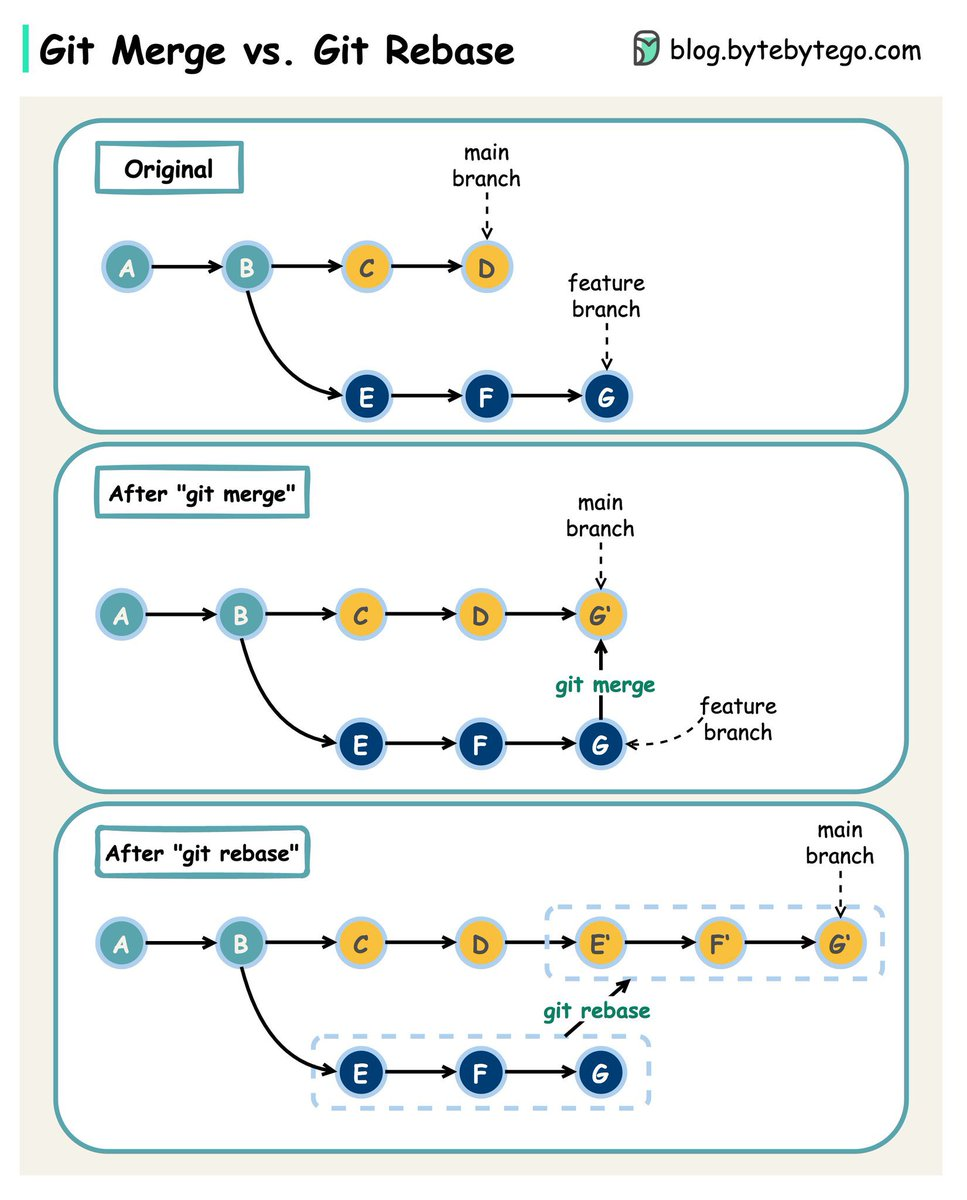 Git Merge vs. Git Rebase
blog.bytebytego.com
Original
main
branch
A
B
C
D
feature
branch
E
F
G
After "git merge"
main
branch
A
B
C
D
G'
git merge
feature
branch
E
F
G
After "git rebase"
main
branch
A
B
C
D
E'
F'
G'
git rebase
E
F
G